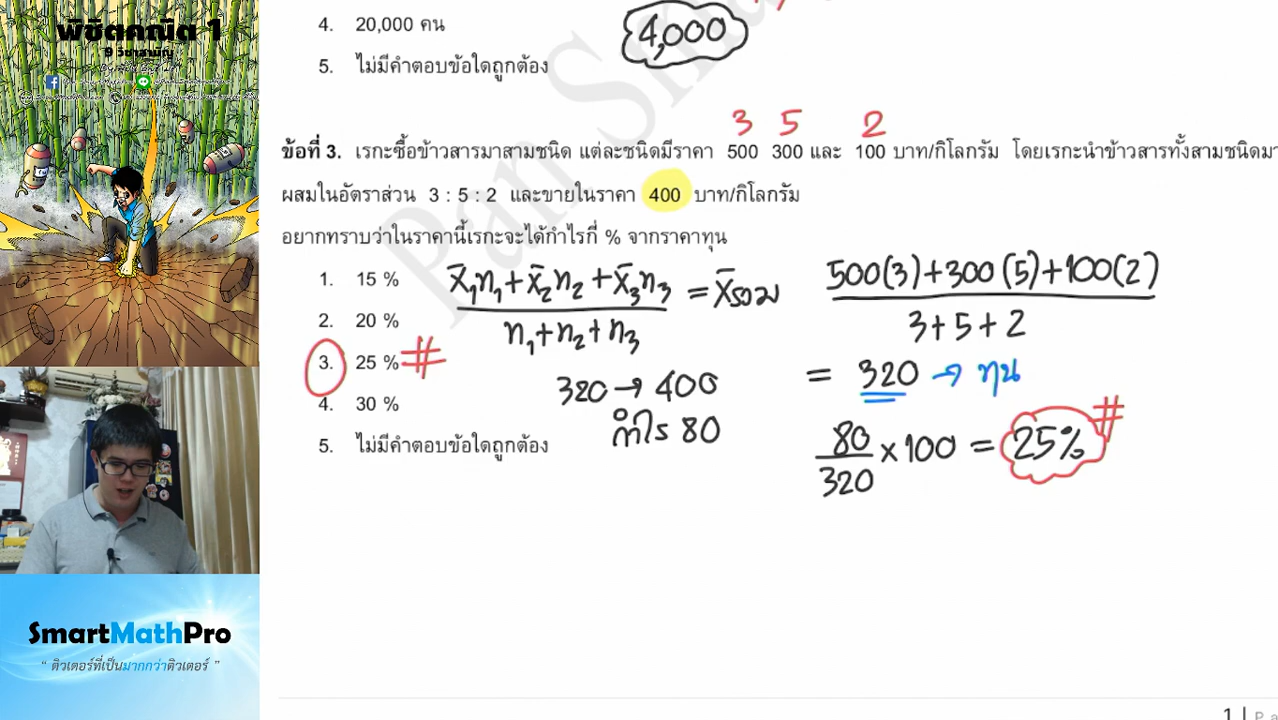 พิชิตคณิต 1
9 วิชาสามัญ
SmartMathPro
“ ติวเตอร์ที่เป็นมากกว่าติวเตอร์ ”
4. 20,000 คน
4,000
5. ไม่มีคำตอบข้อใดถูกต้อง
3 5 2
ข้อที่ 3. เรกะซื้อข้าวสารมาสามชนิด แต่ละชนิดมีราคา 500 300 และ 100 บาท/กิโลกรัม โดยเรกะนำข้าวสารทั้งสามชนิดมา
ผสมในอัตราส่วน 3 : 5 : 2 และขายในราคา 400 บาท/กิโลกรัม
อยากทราบว่าในราคานี้เรกะจะได้กำไรกี่ % จากราคาทุน
1. 15 %
2. 20 %
3. 25 % #
4. 30 %
5. ไม่มีคำตอบข้อใดถูกต้อง
x̄₁n₁ + x̄₂n₂ + x̄₃n₃ = x̄รวม
n₁ + n₂ + n₃
320 → 400
กำไร 80
500(3)+300(5)+100(2)
3+5+2
= 320 → ทุน
80 × 100 = 25% #
320
1 | P a